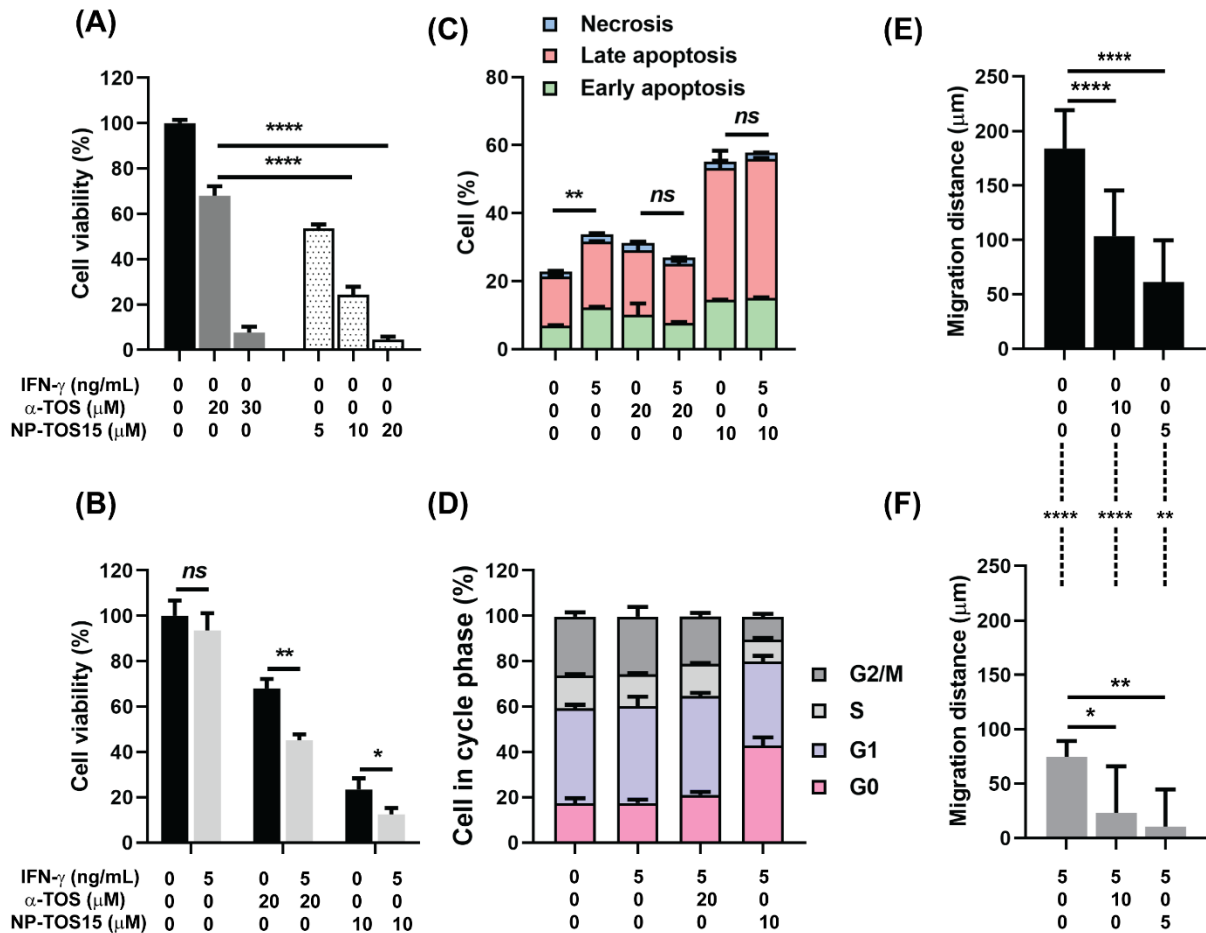 (A)
120
100
80
60
40
20
0
Cell viability (%)
****
****
IFN-γ (ng/mL) 0 0 0 0 0 0
α-TOS (μM) 0 20 30 0 0 0
NP-TOS15 (μM) 0 0 0 5 10 20
(B)
120
100
80
60
40
20
0
Cell viability (%)
ns
**
*
IFN-γ (ng/mL) 0 5 0 5 0 5
α-TOS (μM) 0 0 20 20 0 0
NP-TOS15 (μM) 0 0 0 0 10 10
(C)
Necrosis
Late apoptosis
Early apoptosis
80
60
40
20
0
Cell (%)
**
ns
ns
0 5 0 5 0 5
0 0 20 20 0 0
0 0 0 0 10 10
(D)
120
100
80
60
40
20
0
Cell in cycle phase (%)
G2/M
S
G1
G0
0 5 5 5
0 0 20 0
0 0 0 10
(E)
250
200
150
100
50
0
Migration distance (μm)
****
****
0 0 0
0 10 0
0 0 5
**** **** **
(F)
250
200
150
100
50
0
Migration distance (μm)
**
*
5 5 5
0 10 0
0 0 5